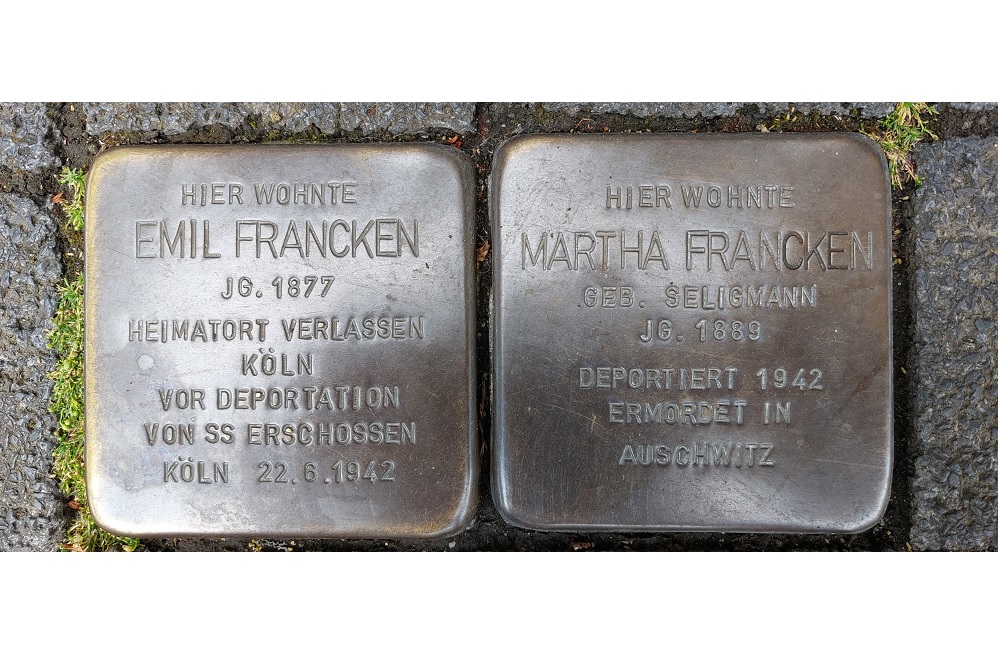 HIER WOHNTE
EMIL FRANCKEN
JG. 1877
HEIMATORT VERLASSEN
KÖLN
VOR DEPORTATION
VON SS ERSCHOSSEN
KÖLN 22.6.1942
HIER WOHNTE
MARTHA FRANCKEN
GEB. SELIGMANN
JG. 1889
DEPORTIERT 1942
ERMORDET IN
AUSCHWITZ